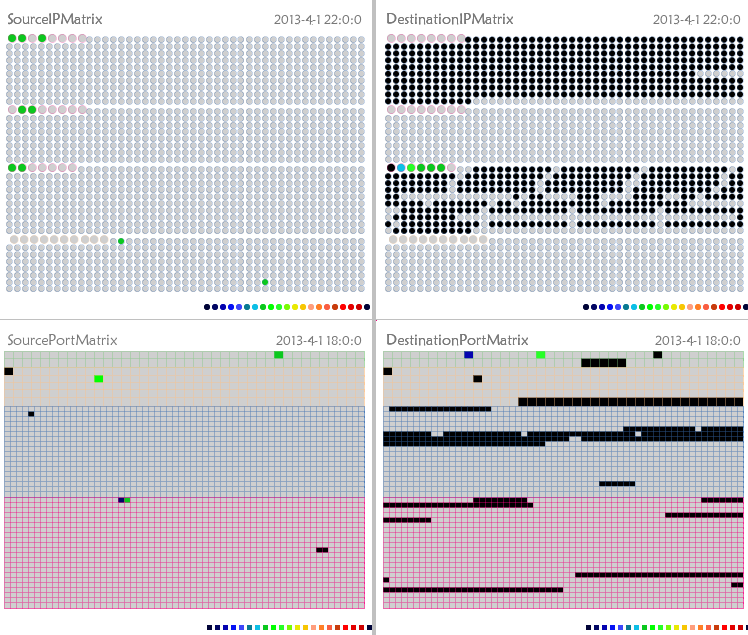 SourceIPMatrix 2013-4-1 22:0:0
DestinationIPMatrix 2013-4-1 22:0:0
SourcePortMatrix 2013-4-1 18:0:0
DestinationPortMatrix 2013-4-1 18:0:0